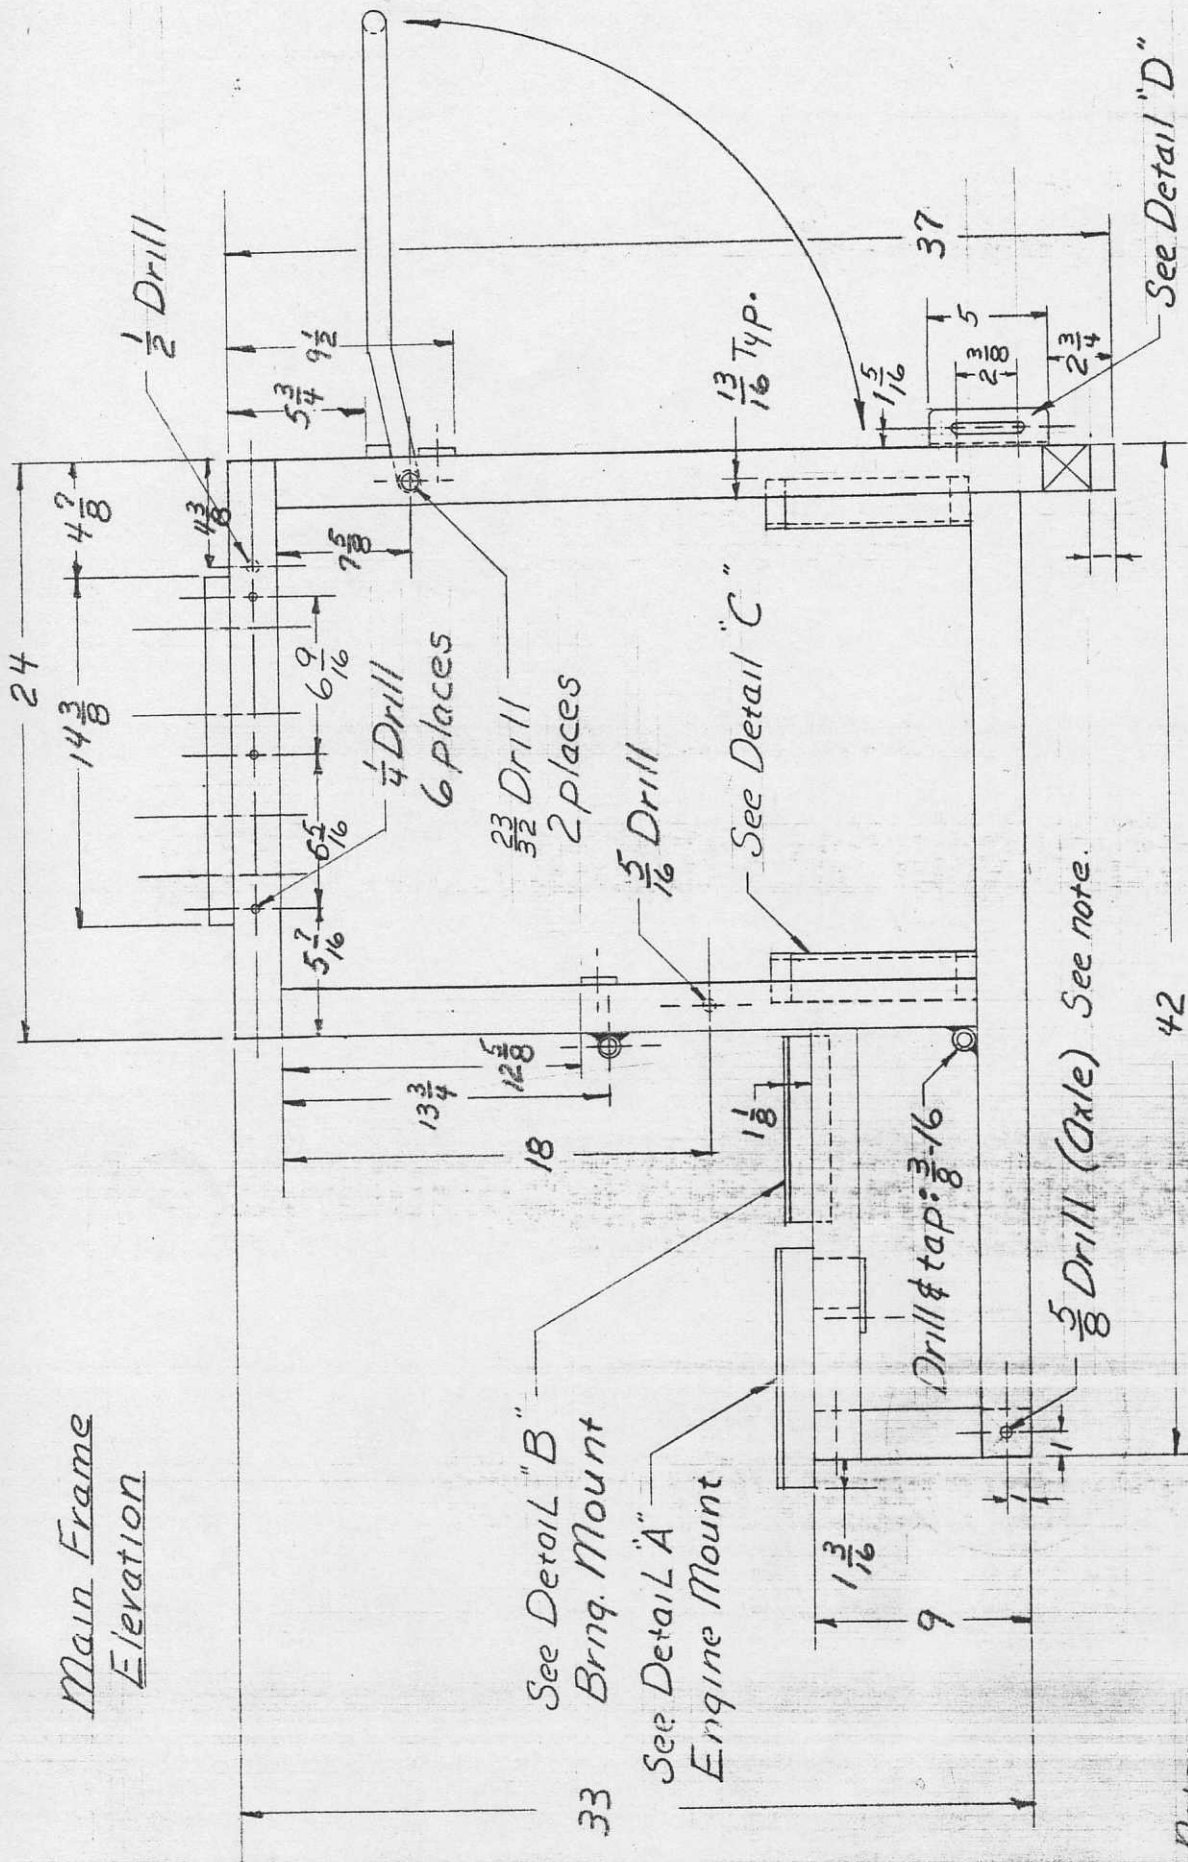 Main Frame
Elevation
24
14 3/8
4 7/8
4 3/8
1/2 Drill
5 3/4
9 1/2
37
7 5/8
5 7/16
6 5/16
6 9/16
1/4 Drill
6 places
23/32 Drill
2 places
5/16 Drill
See Detail "C"
13/16 Typ.
1 5/16
5
2 3/8
2 3/4
See Detail "D"
12 5/8
13 3/4
18
1 1/8
See Detail "B"
Brng. Mount
See Detail "A"
Engine Mount
Drill & tap: 3/8-16
5/8 Drill (Axle) See note.
1
1
1 3/16
9
33
42